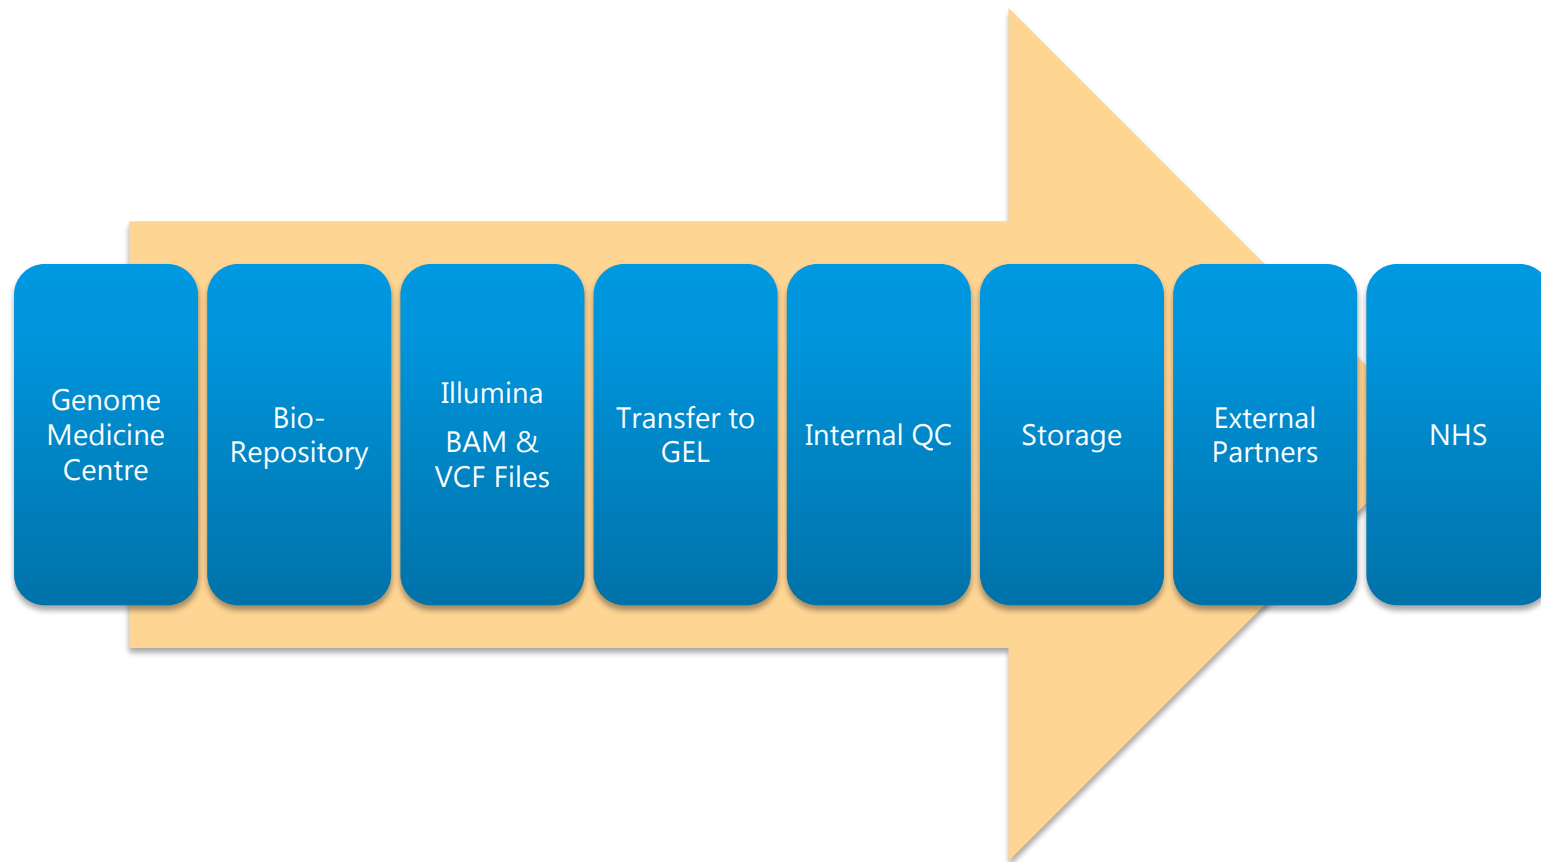 Genome
Medicine
Centre
Bio-
Repository
Illumina
BAM &
VCF Files
Transfer to
GEL
Internal QC
Storage
External
Partners
NHS